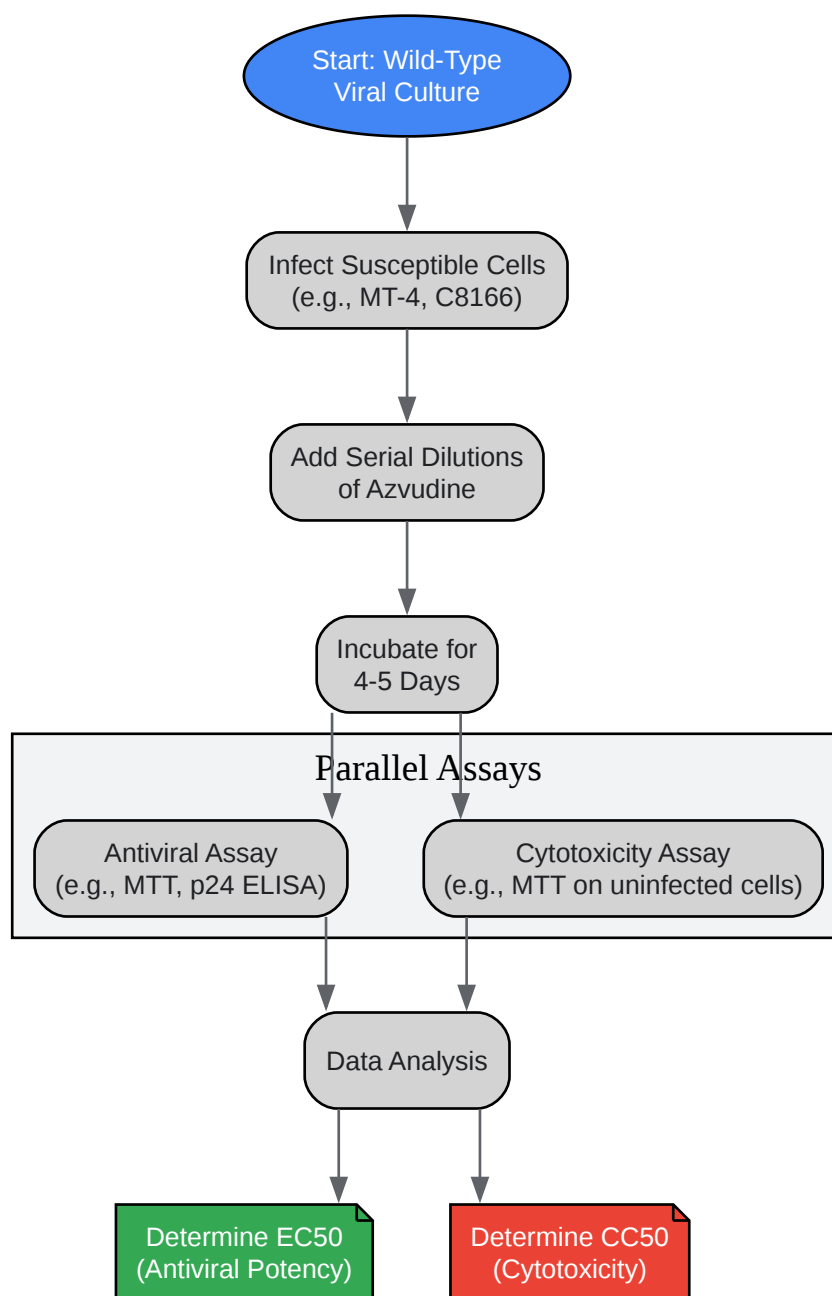 Start: Wild-Type
Viral Culture
Infect Susceptible Cells
(e.g., MT-4, C8166)
Add Serial Dilutions
of Azvudine
Incubate for
4-5 Days
Parallel Assays
Antiviral Assay
(e.g., MTT, p24 ELISA)
Cytotoxicity Assay
(e.g., MTT on uninfected cells)
Data Analysis
Determine EC50
(Antiviral Potency)
Determine CC50
(Cytotoxicity)